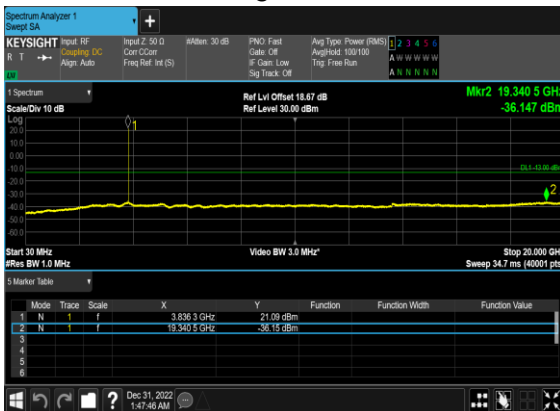 Spectrum Analyzer 1
Swept SA
KEYSIGHT Input: RF Input Z: 50 Ω #Atten: 30 dB PNO: Fast Avg Type: Power (RMS) 1 2 3 4 5 6
R T Coupling: DC Corr CCorr Gate: Off Avg|Hold: 100/100 A W W W W W
Align: Auto Freq Ref: Int (S) IF Gain: Low Trig: Free Run
Sig Track: Off A N N N N N
1 Spectrum Ref Lvl Offset 18.67 dB Mkr2 19.340 5 GHz
Scale/Div 10 dB Ref Level 30.00 dBm -36.147 dBm
Log
20.0
10.0
0.00
-10.0
DL1 -13.00 dBm
-20.0
-30.0
-40.0
-50.0
-60.0
1
2
Start 30 MHz Video BW 3.0 MHz* Stop 20.000 GHz
#Res BW 1.0 MHz Sweep 34.7 ms (40001 pts)
5 Marker Table
Mode Trace Scale X Y Function Function Width Function Value
1 N 1 f 3.836 3 GHz 21.09 dBm
2 N 1 f 19.340 5 GHz -36.15 dBm
3
4
5
6
? Dec 31, 2022
1:47:46 AM